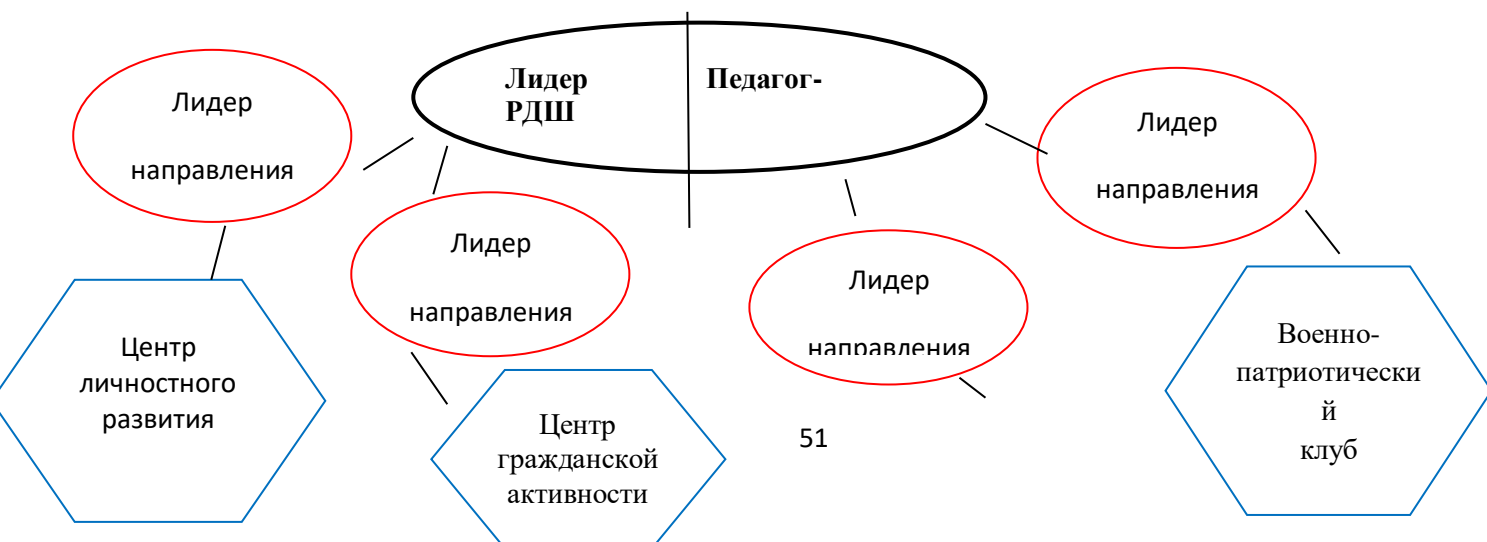 Лидер
РДШ
Педагог-
Лидер
направления
Лидер
направления
Лидер
направления
Лидер
направления
Центр
личностного
развития
Центр
гражданской
активности
51
Военно-
патриотически
й
клуб